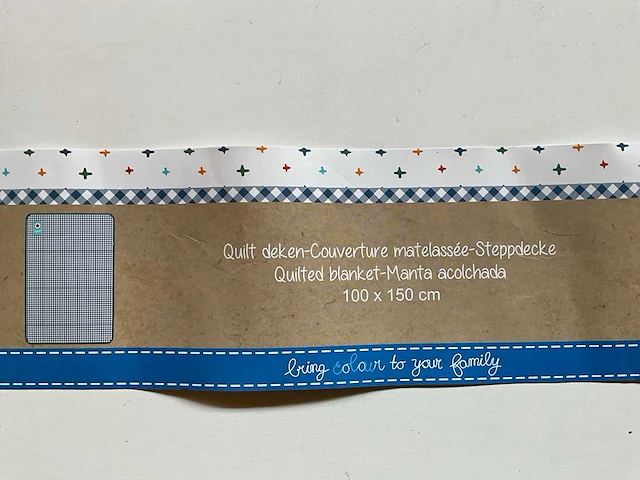 Quilt deken-Couverture matelassée-Steppdecke
Quilted blanket-Manta acolchada
100 x 150 cm
bring colour to your family